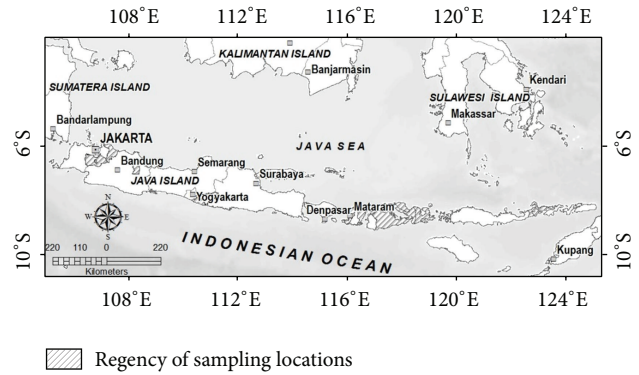 108°E 112°E 116°E 120°E 124°E
KALIMANTAN ISLAND
Banjarmasin
SUMATERA ISLAND
Kendari
SULAWESI ISLAND
Makassar
Bandarlampung
JAKARTA
6°S
JAVA SEA
6°S
Bandung
Semarang
JAVA ISLAND
Surabaya
Yogyakarta
Denpasar
Mataram
N
W
E
S
INDONESIAN OCEAN
Kupang
10°S
10°S
220 110 0 220
Kilometers
108°E 112°E 116°E 120°E 124°E
Regency of sampling locations